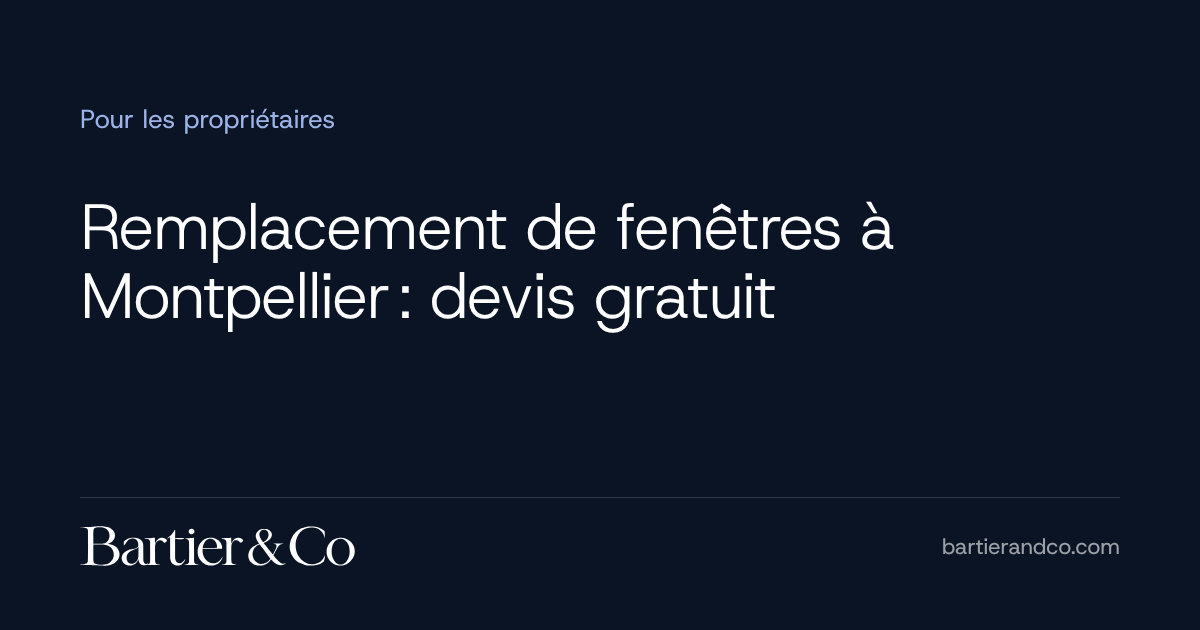 Pour les propriétaires
Remplacement de fenêtres à
Montpellier : devis gratuit
Bartier & Co
bartierandco.com